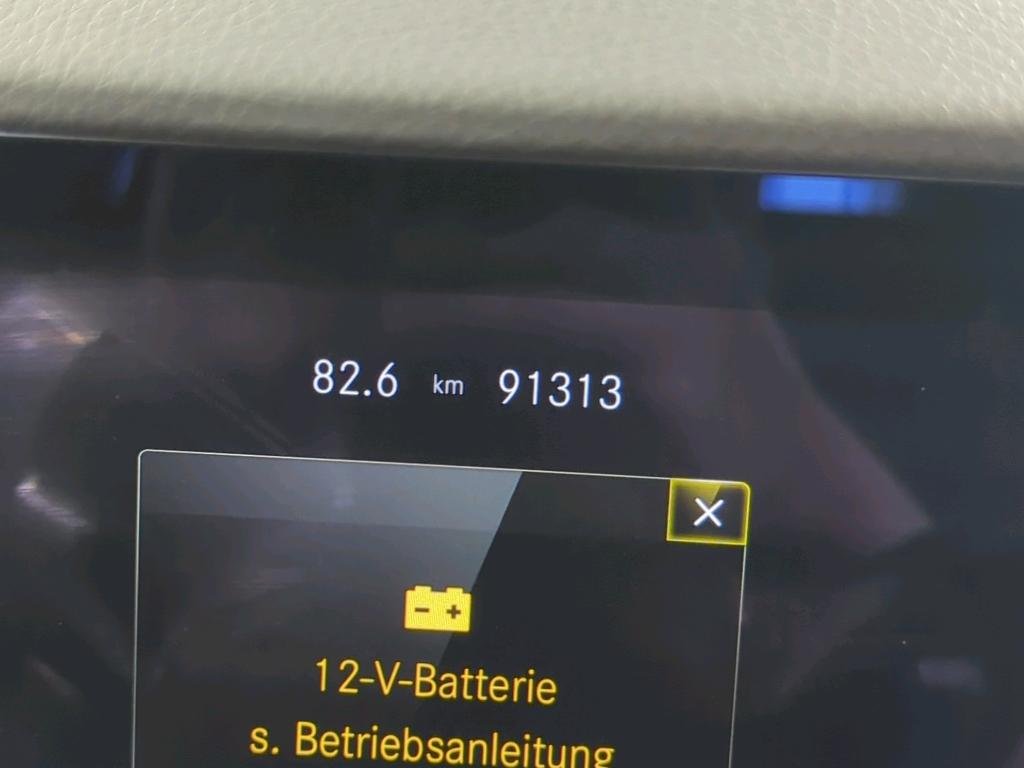 82.6 km 91313
12-V-Batterie
s. Betriebsanleitung